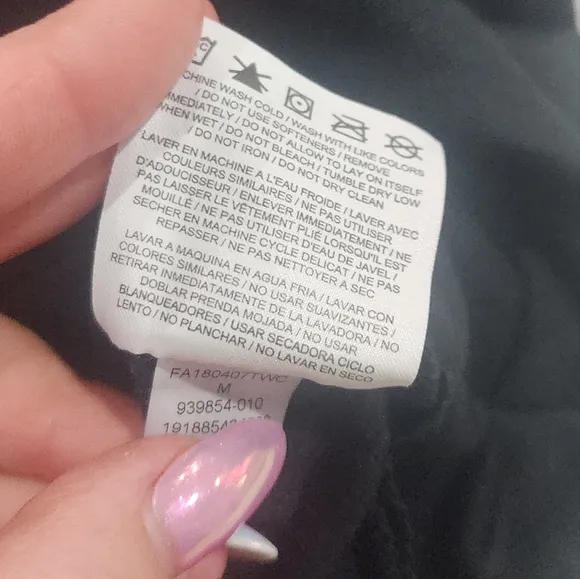 CHINE WASH COLD / WASH WITH LIKE COLORS
/ DO NOT USE SOFTENERS / REMOVE
MMEDIATELY / DO NOT ALLOW TO LAY ON ITSELF
WHEN WET / DO NOT BLEACH / TUMBLE DRY LOW
/ DO NOT IRON / DO NOT DRY CLEAN
LAVER EN MACHINE A L'EAU FROIDE / LAVER AVEC
COULEURS SIMILAIRES / NE PAS UTILISER
D'ADOUCISSEUR / ENLEVER IMMEDIATEMENT / NE
PAS LAISSER LE VÊTEMENT PLIÉ LORSQU'IL EST
MOUILLÉ / NE PAS UTILISER D'EAU DE JAVEL /
SECHER EN MACHINE CYCLE DELICAT / NE PAS
REPASSER / NE PAS NETTOYER A SEC
LAVAR A MAQUINA EN AGUA FRIA / LAVAR CON
COLORES SIMILARES / NO USAR SUAVIZANTES /
RETIRAR INMEDIATAMENTE DE LA LAVADORA / NO
DOBLAR PRENDA MOJADA / NO USAR
BLANQUEADORES / USAR SECADORA CICLO
LENTO / NO PLANCHAR / NO LAVAR EN SECO
FA180407TWC
M
939854-010